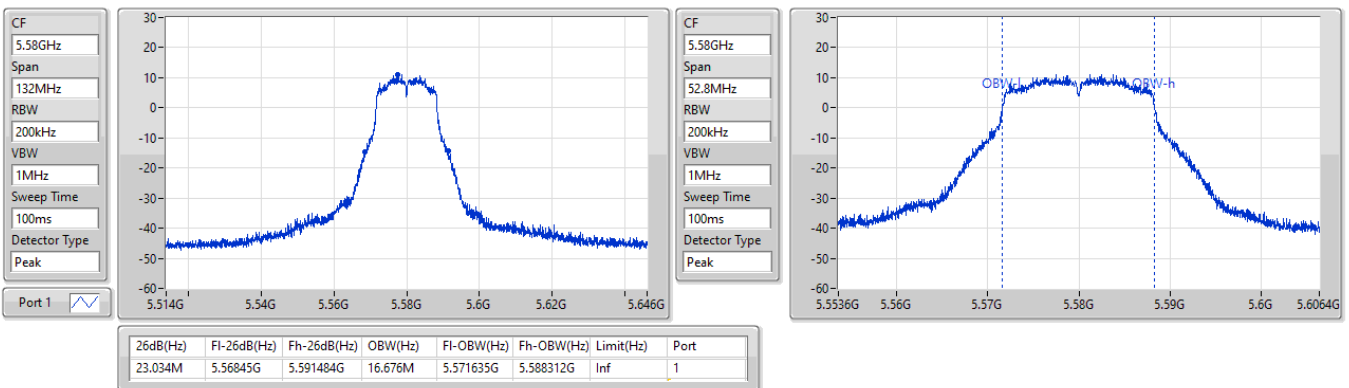 CF
5.58GHz
Span
132MHz
RBW
200kHz
VBW
1MHz
Sweep Time
100ms
Detector Type
Peak
Port 1
30
20
10
0
-10
-20
-30
-40
-50
-60
5.514G 5.54G 5.56G 5.58G 5.6G 5.62G 5.646G
CF
5.58GHz
Span
52.8MHz
RBW
200kHz
VBW
1MHz
Sweep Time
100ms
Detector Type
Peak
30
20
10
0
-10
-20
-30
-40
-50
-60
OBW-l OBW-h
5.5536G 5.56G 5.57G 5.58G 5.59G 5.6G 5.6064G
26dB(Hz) Fl-26dB(Hz) Fh-26dB(Hz) OBW(Hz) Fl-OBW(Hz) Fh-OBW(Hz) Limit(Hz) Port
23.034M 5.56845G 5.591484G 16.676M 5.571635G 5.588312G Inf 1